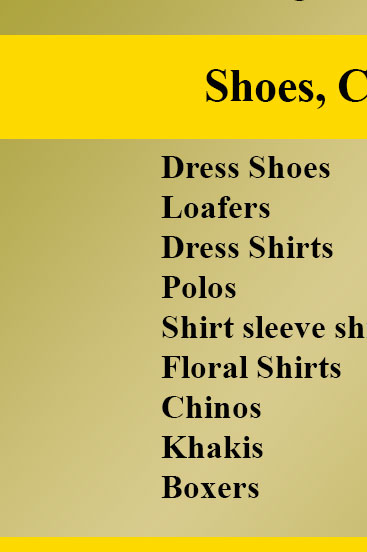 Shoes, C
Dress Shoes
Loafers
Dress Shirts
Polos
Shirt sleeve sh
Floral Shirts
Chinos
Khakis
Boxers